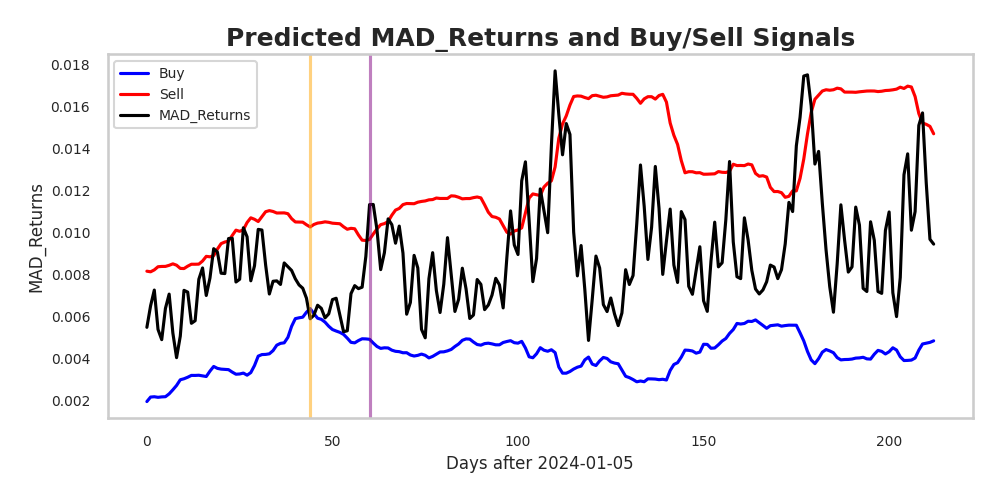 Predicted MAD_Returns and Buy/Sell Signals
MAD_Returns
0.018
0.016
0.014
0.012
0.010
0.008
0.006
0.004
0.002
Buy
Sell
MAD_Returns
0 50 100 150 200
Days after 2024-01-05